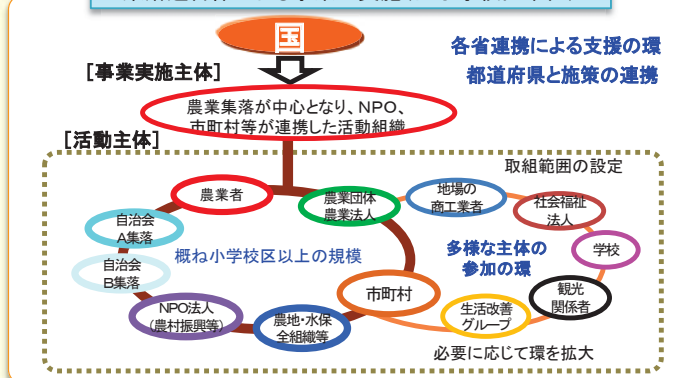 国
各省連携による支援の環
都道府県と施策の連携
[事業実施主体]
農業集落が中心となり、NPO、
市町村等が連携した活動組織
[活動主体]
取組範囲の設定
農業者
農業団体
農業法人
地場の
商工業者
社会福祉
法人
自治会
A集落
自治会
B集落
概ね小学校区以上の規模
多様な主体の
参加の環
学校
観光
関係者
市町村
生活改善
グループ
NPO法人
(農村振興等)
農地・水保
全組織等
必要に応じて環を拡大